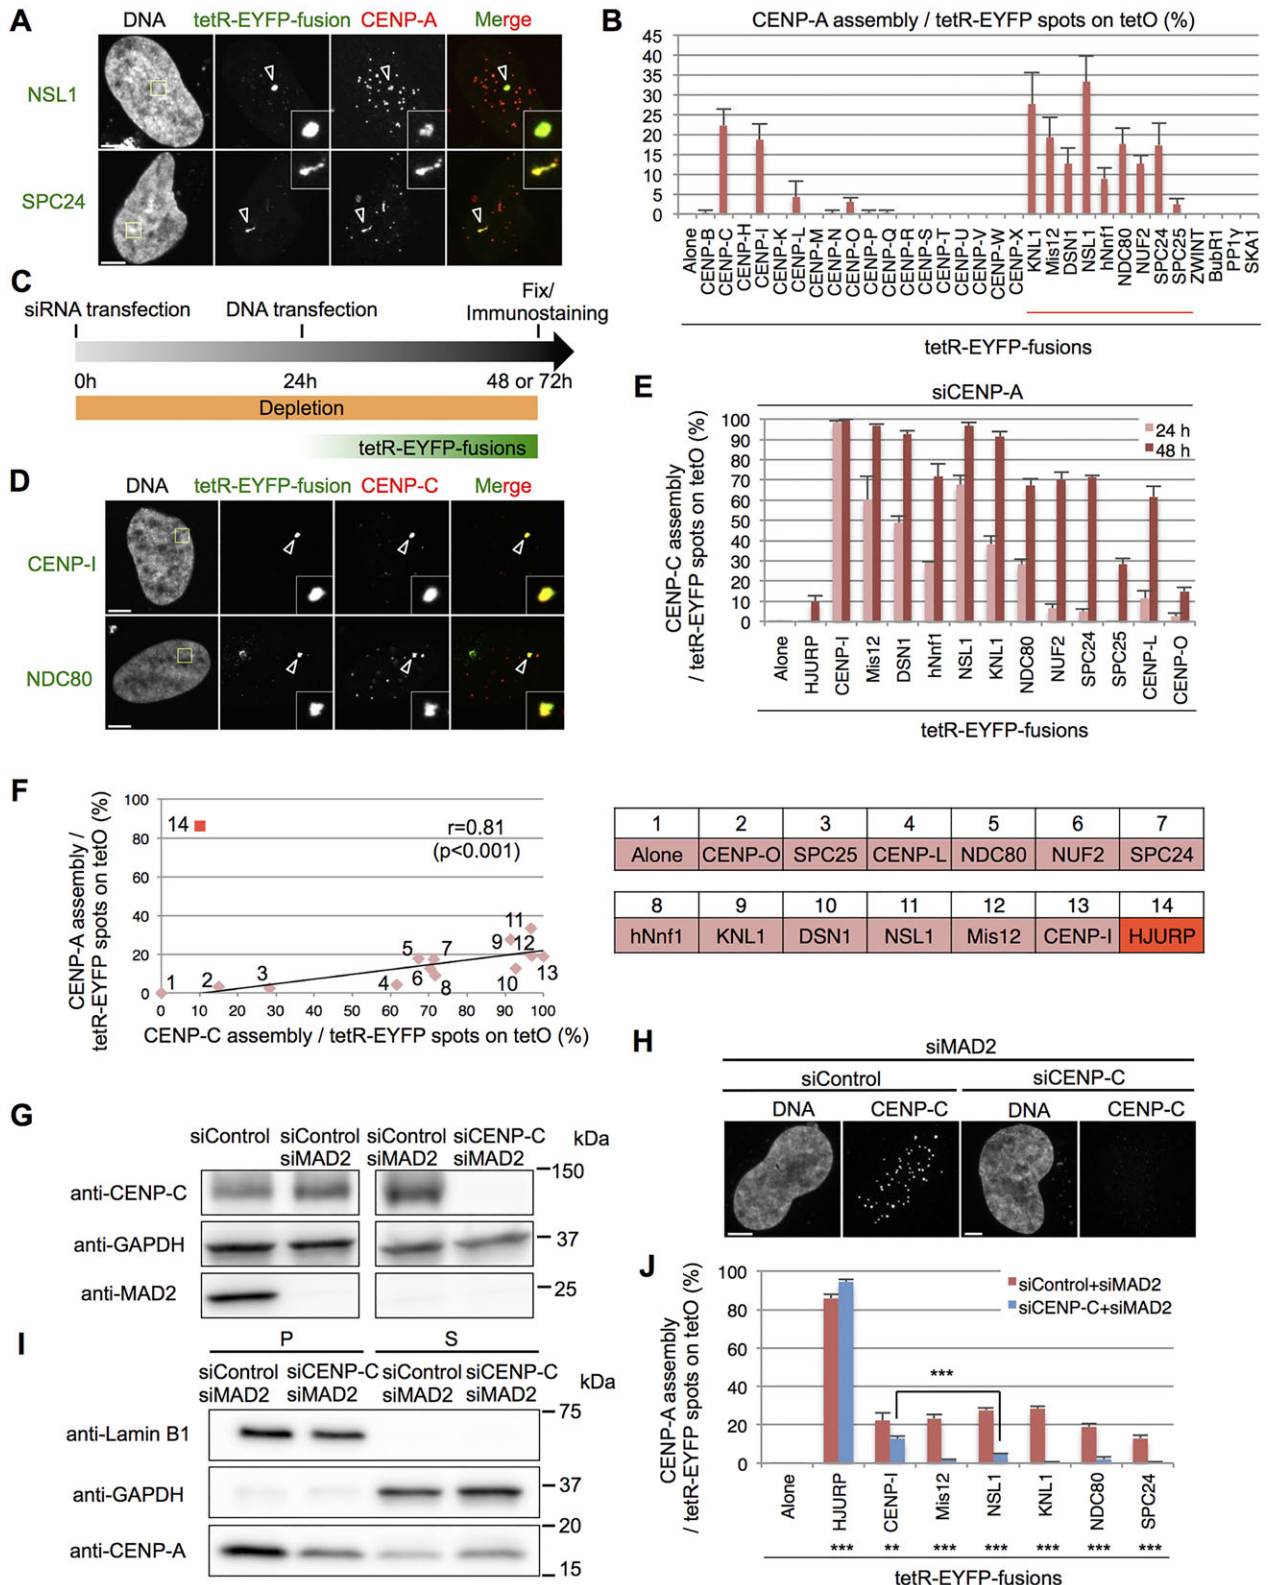 A
DNA tetR-EYFP-fusion CENP-A Merge
NSL1
SPC24
B
CENP-A assembly / tetR-EYFP spots on tetO (%)
45
40
35
30
25
20
15
10
5
0
Alone CENP-B CENP-C CENP-H CENP-I CENP-K CENP-L CENP-M CENP-N CENP-O CENP-P CENP-Q CENP-R CENP-S CENP-T CENP-U CENP-V CENP-W CENP-X KNL1 Mis12 DSN1 NSL1 hNnf1 NDC80 NUF2 SPC24 SPC25 ZWINT BubR1 PP1γ SKA1
tetR-EYFP-fusions
C
siRNA transfection DNA transfection Fix/
Immunostaining
0h 24h 48 or 72h
Depletion
tetR-EYFP-fusions
D
DNA tetR-EYFP-fusion CENP-C Merge
CENP-I
NDC80
E
siCENP-A
CENP-C assembly
/ tetR-EYFP spots on tetO (%)
100
90
80
70
60
50
40
30
20
10
0
24 h
48 h
Alone HJURP CENP-I Mis12 DSN1 hNnf1 NSL1 KNL1 NDC80 NUF2 SPC24 SPC25 CENP-L CENP-O
tetR-EYFP-fusions
F
CENP-A assembly /
tetR-EYFP spots on tetO (%)
100
80
60
40
20
0
14
r=0.81
(p<0.001)
1 2 3 4 5 6 7 8 9 10 11 12 13
0 10 20 30 40 50 60 70 80 90 100
CENP-C assembly / tetR-EYFP spots on tetO (%)
1 2 3 4 5 6 7
Alone CENP-O SPC25 CENP-L NDC80 NUF2 SPC24
8 9 10 11 12 13 14
hNnf1 KNL1 DSN1 NSL1 Mis12 CENP-I HJURP
G
siControl siControl siControl siCENP-C kDa
siMAD2 siMAD2 siMAD2
150
anti-CENP-C
anti-GAPDH
37
anti-MAD2
25
H
siMAD2
siControl siCENP-C
DNA CENP-C DNA CENP-C
I
P S
siControl siCENP-C siControl siCENP-C kDa
siMAD2 siMAD2 siMAD2 siMAD2
75
anti-Lamin B1
anti-GAPDH
37
20
anti-CENP-A
15
J
CENP-A assembly
/ tetR-EYFP spots on tetO (%)
100
80
60
40
20
0
siControl+siMAD2
siCENP-C+siMAD2
***
Alone HJURP CENP-I Mis12 NSL1 KNL1 NDC80 SPC24
*** ** *** *** *** *** ***
tetR-EYFP-fusions